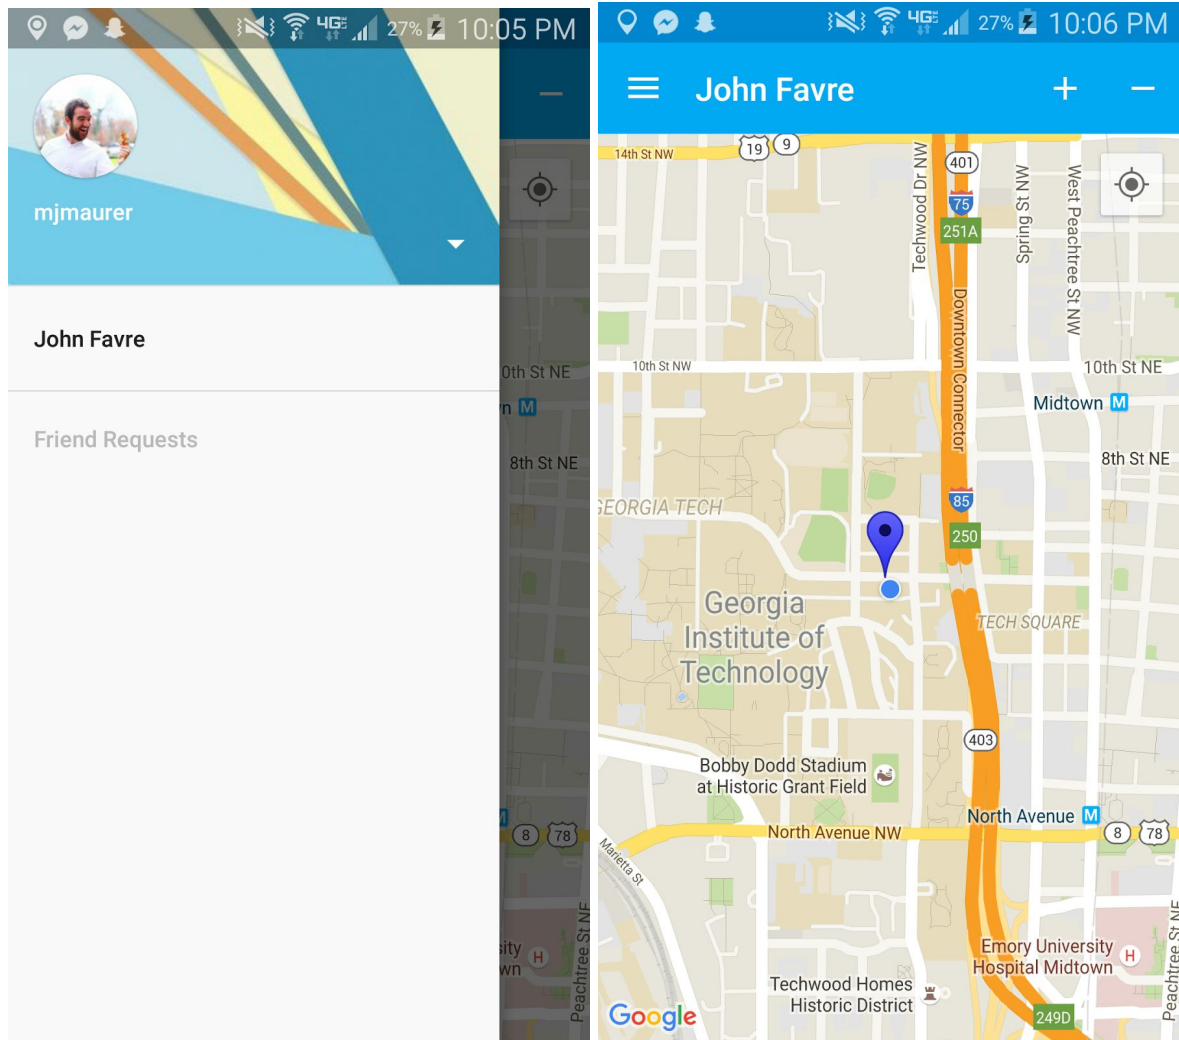 4G LTE 27% 10:05 PM
mjmaurer
John Favre
Friend Requests
0th St NE
M
8th St NE
8 78
H
Peachtree St NE
4G LTE 27% 10:06 PM
John Favre
+ −
14th St NW
19
9
Techwood Dr NW
401
75
251A
Spring St NW
West Peachtree St NW
Downtown Connector
10th St NW
10th St NE
Midtown M
8th St NE
85
GEORGIA TECH
250
Georgia
Institute of
Technology
TECH SQUARE
403
Bobby Dodd Stadium
at Historic Grant Field
North Avenue M
North Avenue NW
8 78
Marietta St
Emory University
Hospital Midtown
H
Techwood Homes
Historic District
Peachtree St NE
Google
249D